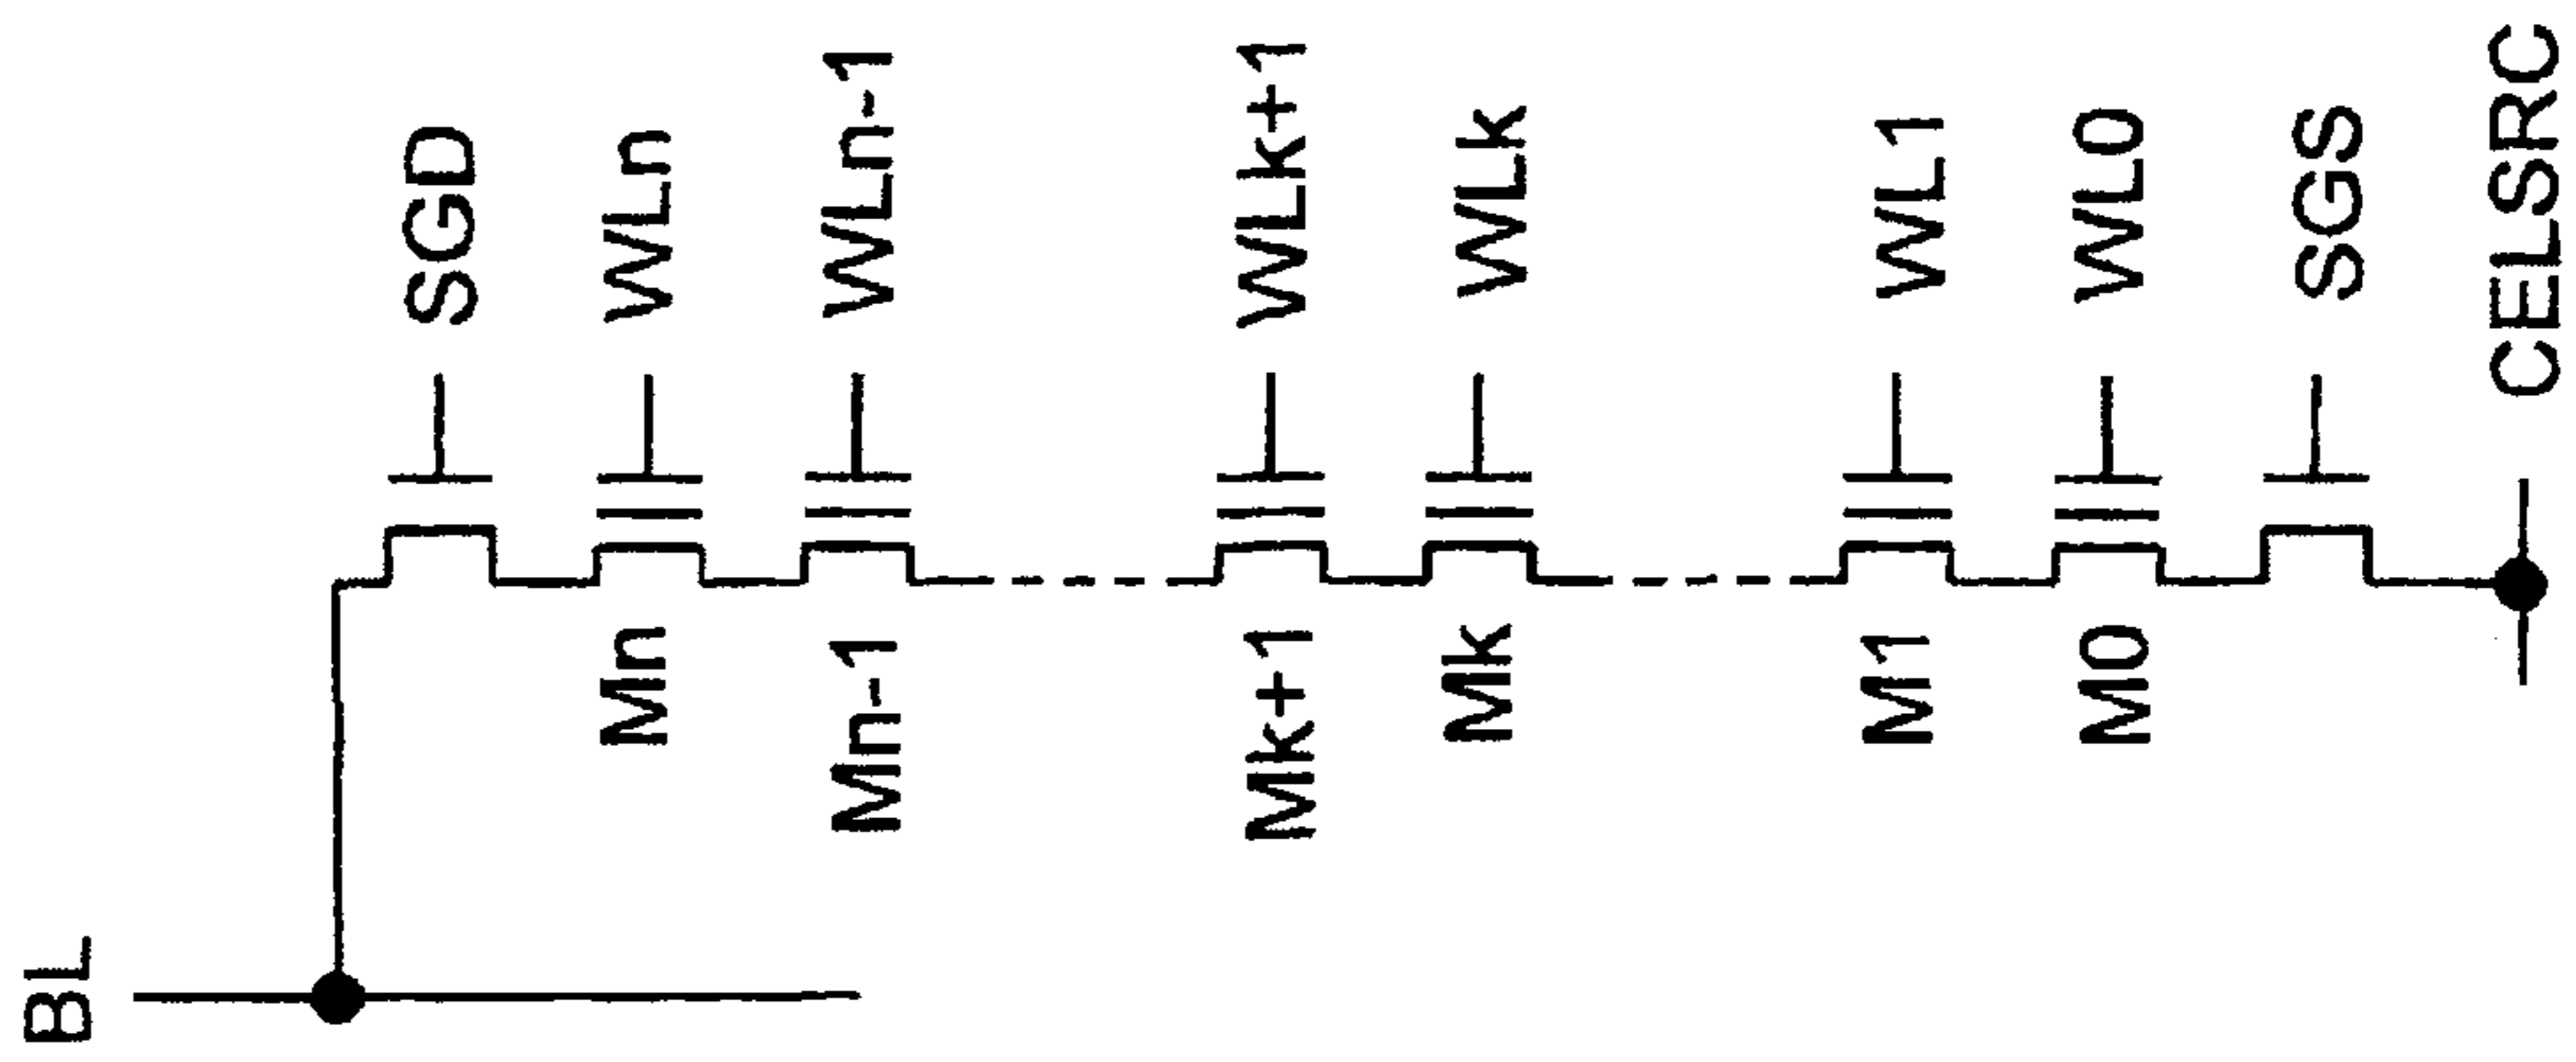 BL
SGD
WLn
WLn-1
WLk+1
WLk
WL1
WL0
SGS
CELSRC
Mn
Mn-1
Mk+1
Mk
M1
M0